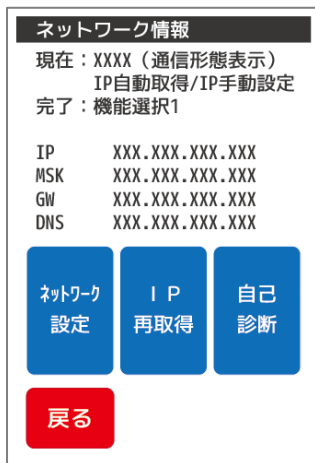 ネットワーク情報
現在：XXXX（通信形態表示）
IP自動取得/IP手動設定
完了：機能選択1
IP XXX.XXX.XXX.XXX
MSK XXX.XXX.XXX.XXX
GW XXX.XXX.XXX.XXX
DNS XXX.XXX.XXX.XXX
ﾈｯﾄﾜｰｸ
設定
ＩＰ
再取得
自己
診断
戻る